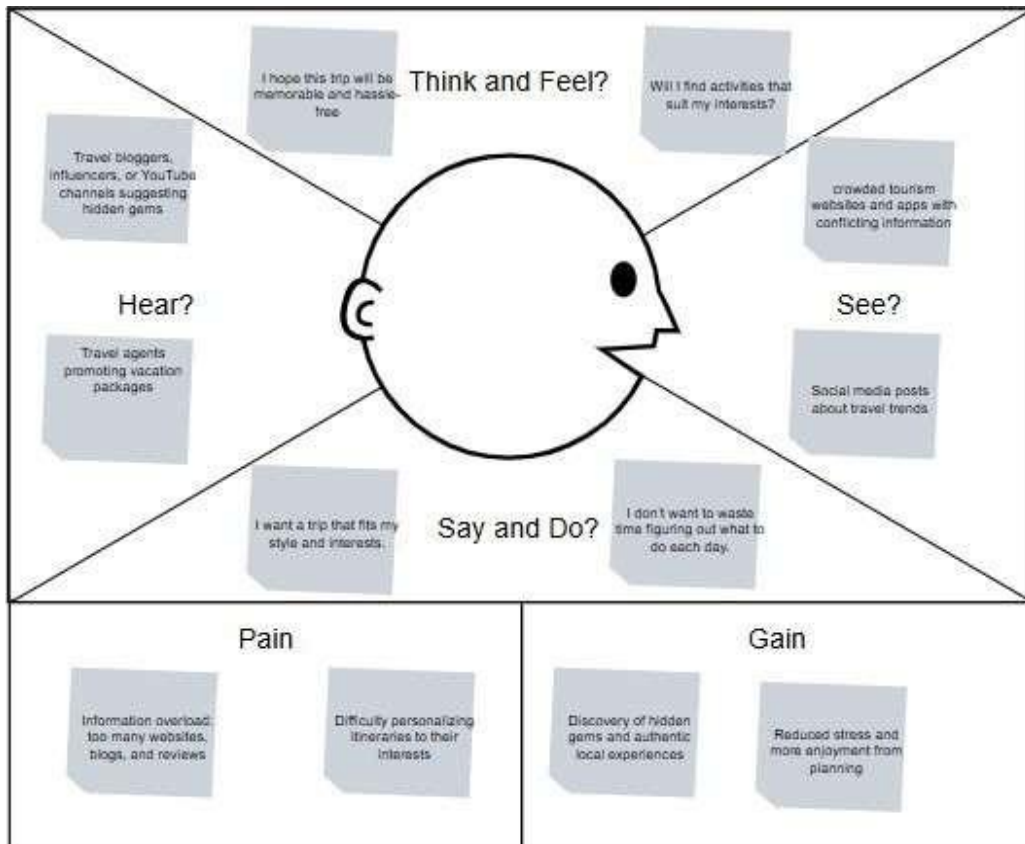 I hope this trip will be
memorable and hassle-
free
Think and Feel?
Will I find activities that
suit my interests?
Travel bloggers,
influencers, or YouTube
channels suggesting
hidden gems
crowded tourism
websites and apps with
conflicting information
Hear?
See?
Travel agents
promoting vacation
packages
Social media posts
about travel trends
I want a trip that fits my
style and interests.
Say and Do?
I don't want to waste
time figuring out what to
do each day.
Pain
Gain
Information overload:
too many websites,
blogs, and reviews
Difficulty personalizing
itineraries to their
interests
Discovery of hidden
gems and authentic
local experiences
Reduced stress and
more enjoyment from
planning